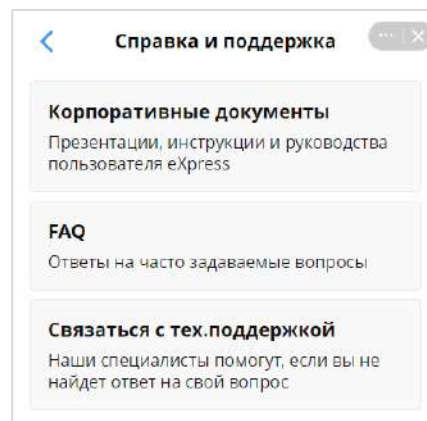 Справка и поддержка
Корпоративные документы
Презентации, инструкции и руководства
пользователя eXpress
FAQ
Ответы на часто задаваемые вопросы
Связаться с тех.поддержкой
Наши специалисты помогут, если вы не
найдет ответ на свой вопрос